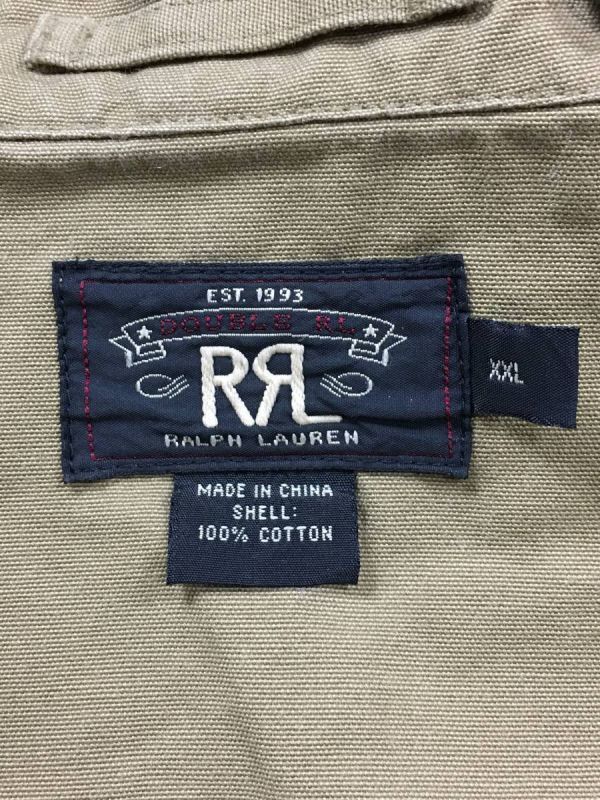 EST. 1993
DOUBLE RL
RRL
RALPH LAUREN
XXL
MADE IN CHINA
SHELL:
100% COTTON